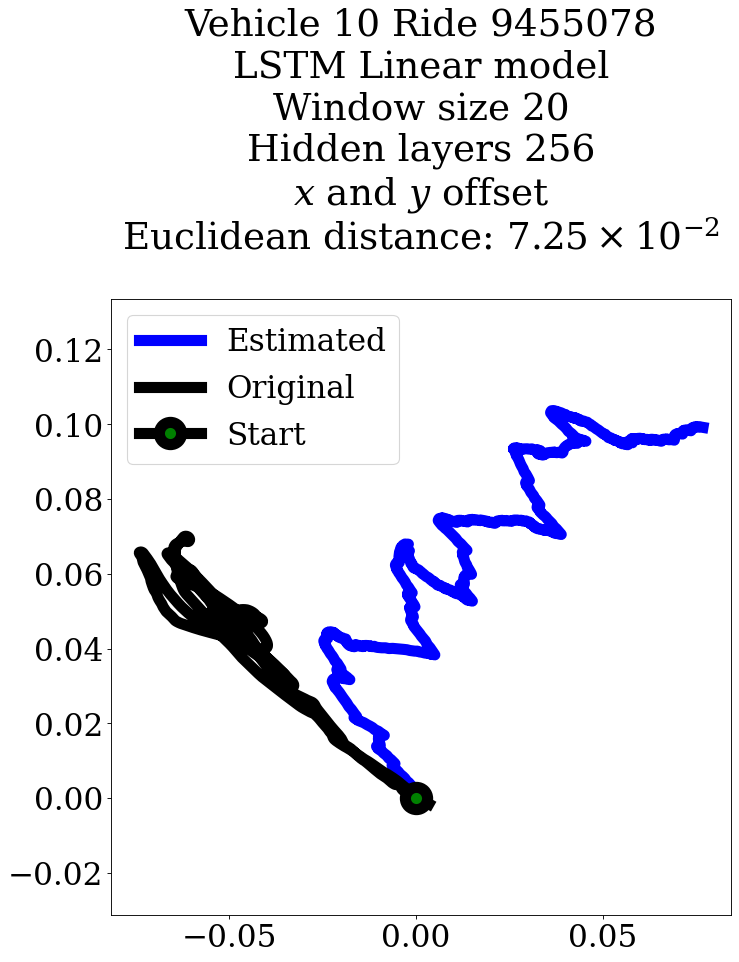 Vehicle 10 Ride 9455078
LSTM Linear model
Window size 20
Hidden layers 256
x and y offset
Euclidean distance: 7.25 × 10⁻²
Estimated
Original
Start
0.12
0.10
0.08
0.06
0.04
0.02
0.00
−0.02
−0.05 0.00 0.05